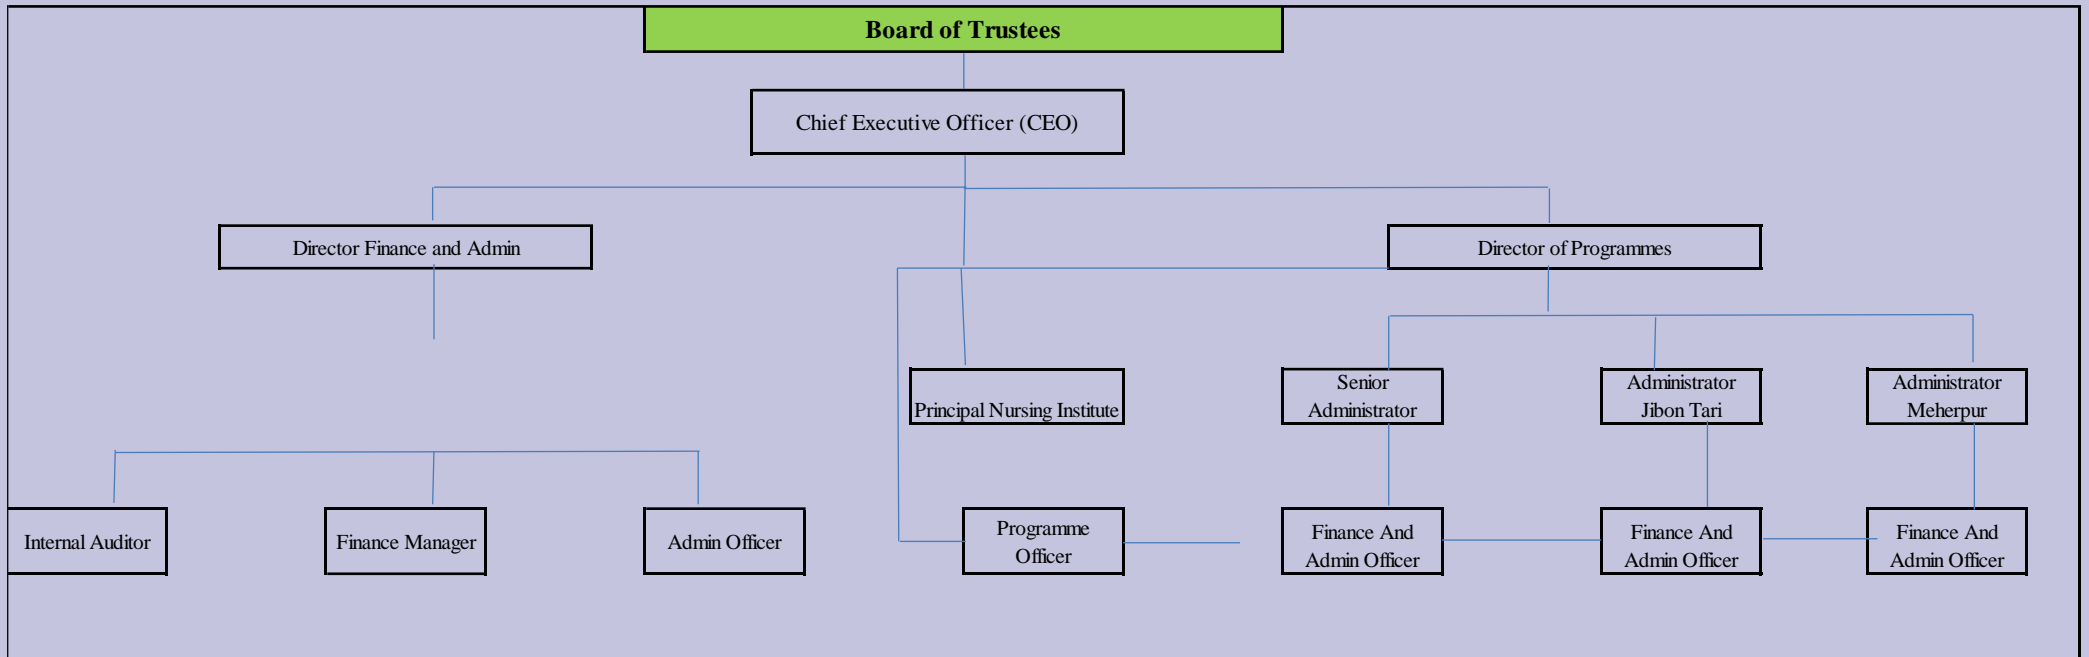 Board of Trustees
Chief Executive Officer (CEO)
Director Finance and Admin
Director of Programmes
Principal Nursing Institute
Senior
Administrator
Administrator
Jibon Tari
Administrator
Meherpur
Internal Auditor
Finance Manager
Admin Officer
Programme
Officer
Finance And
Admin Officer
Finance And
Admin Officer
Finance And
Admin Officer